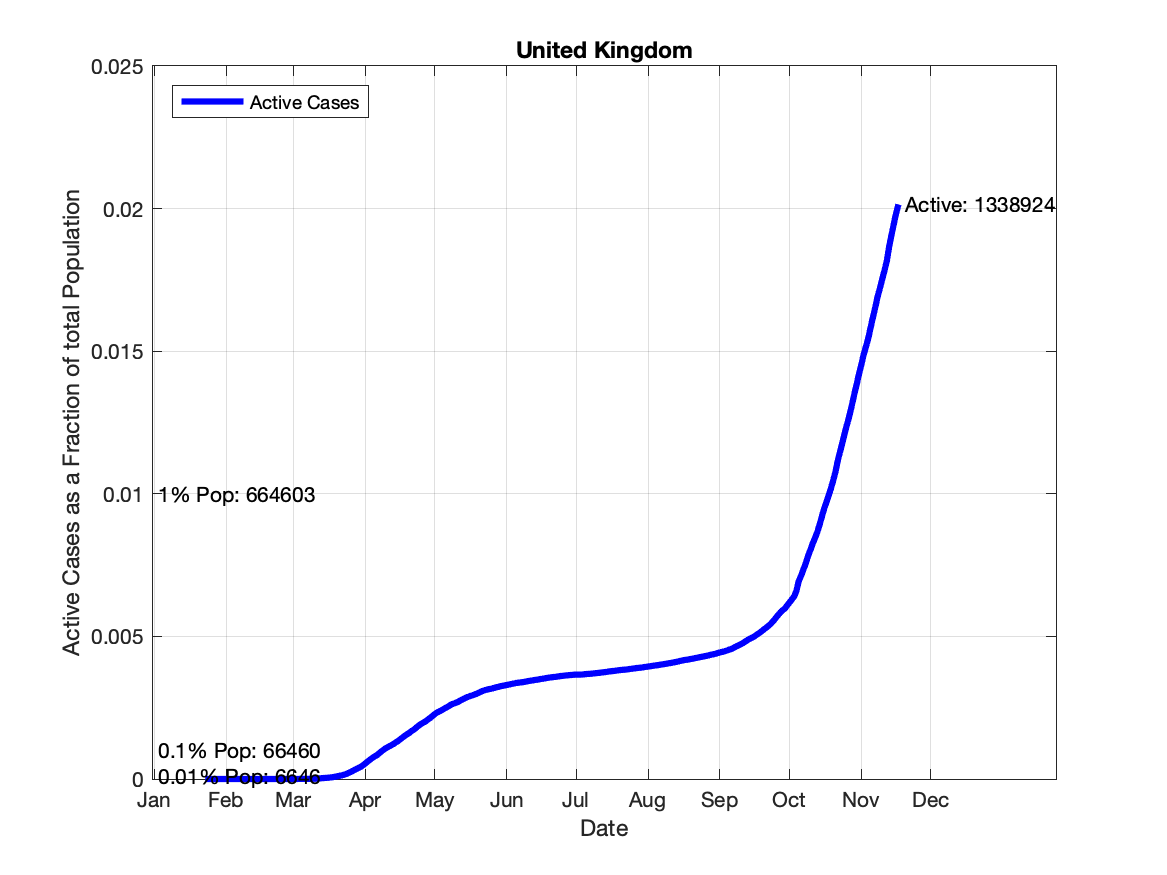 United Kingdom
0.025
Active Cases
0.02
Active: 1338924
0.015
0.01
1% Pop: 664603
0.005
0.1% Pop: 66460
0
0.01% Pop: 6646
Jan Feb Mar Apr May Jun Jul Aug Sep Oct Nov Dec
Date
Active Cases as a Fraction of total Population